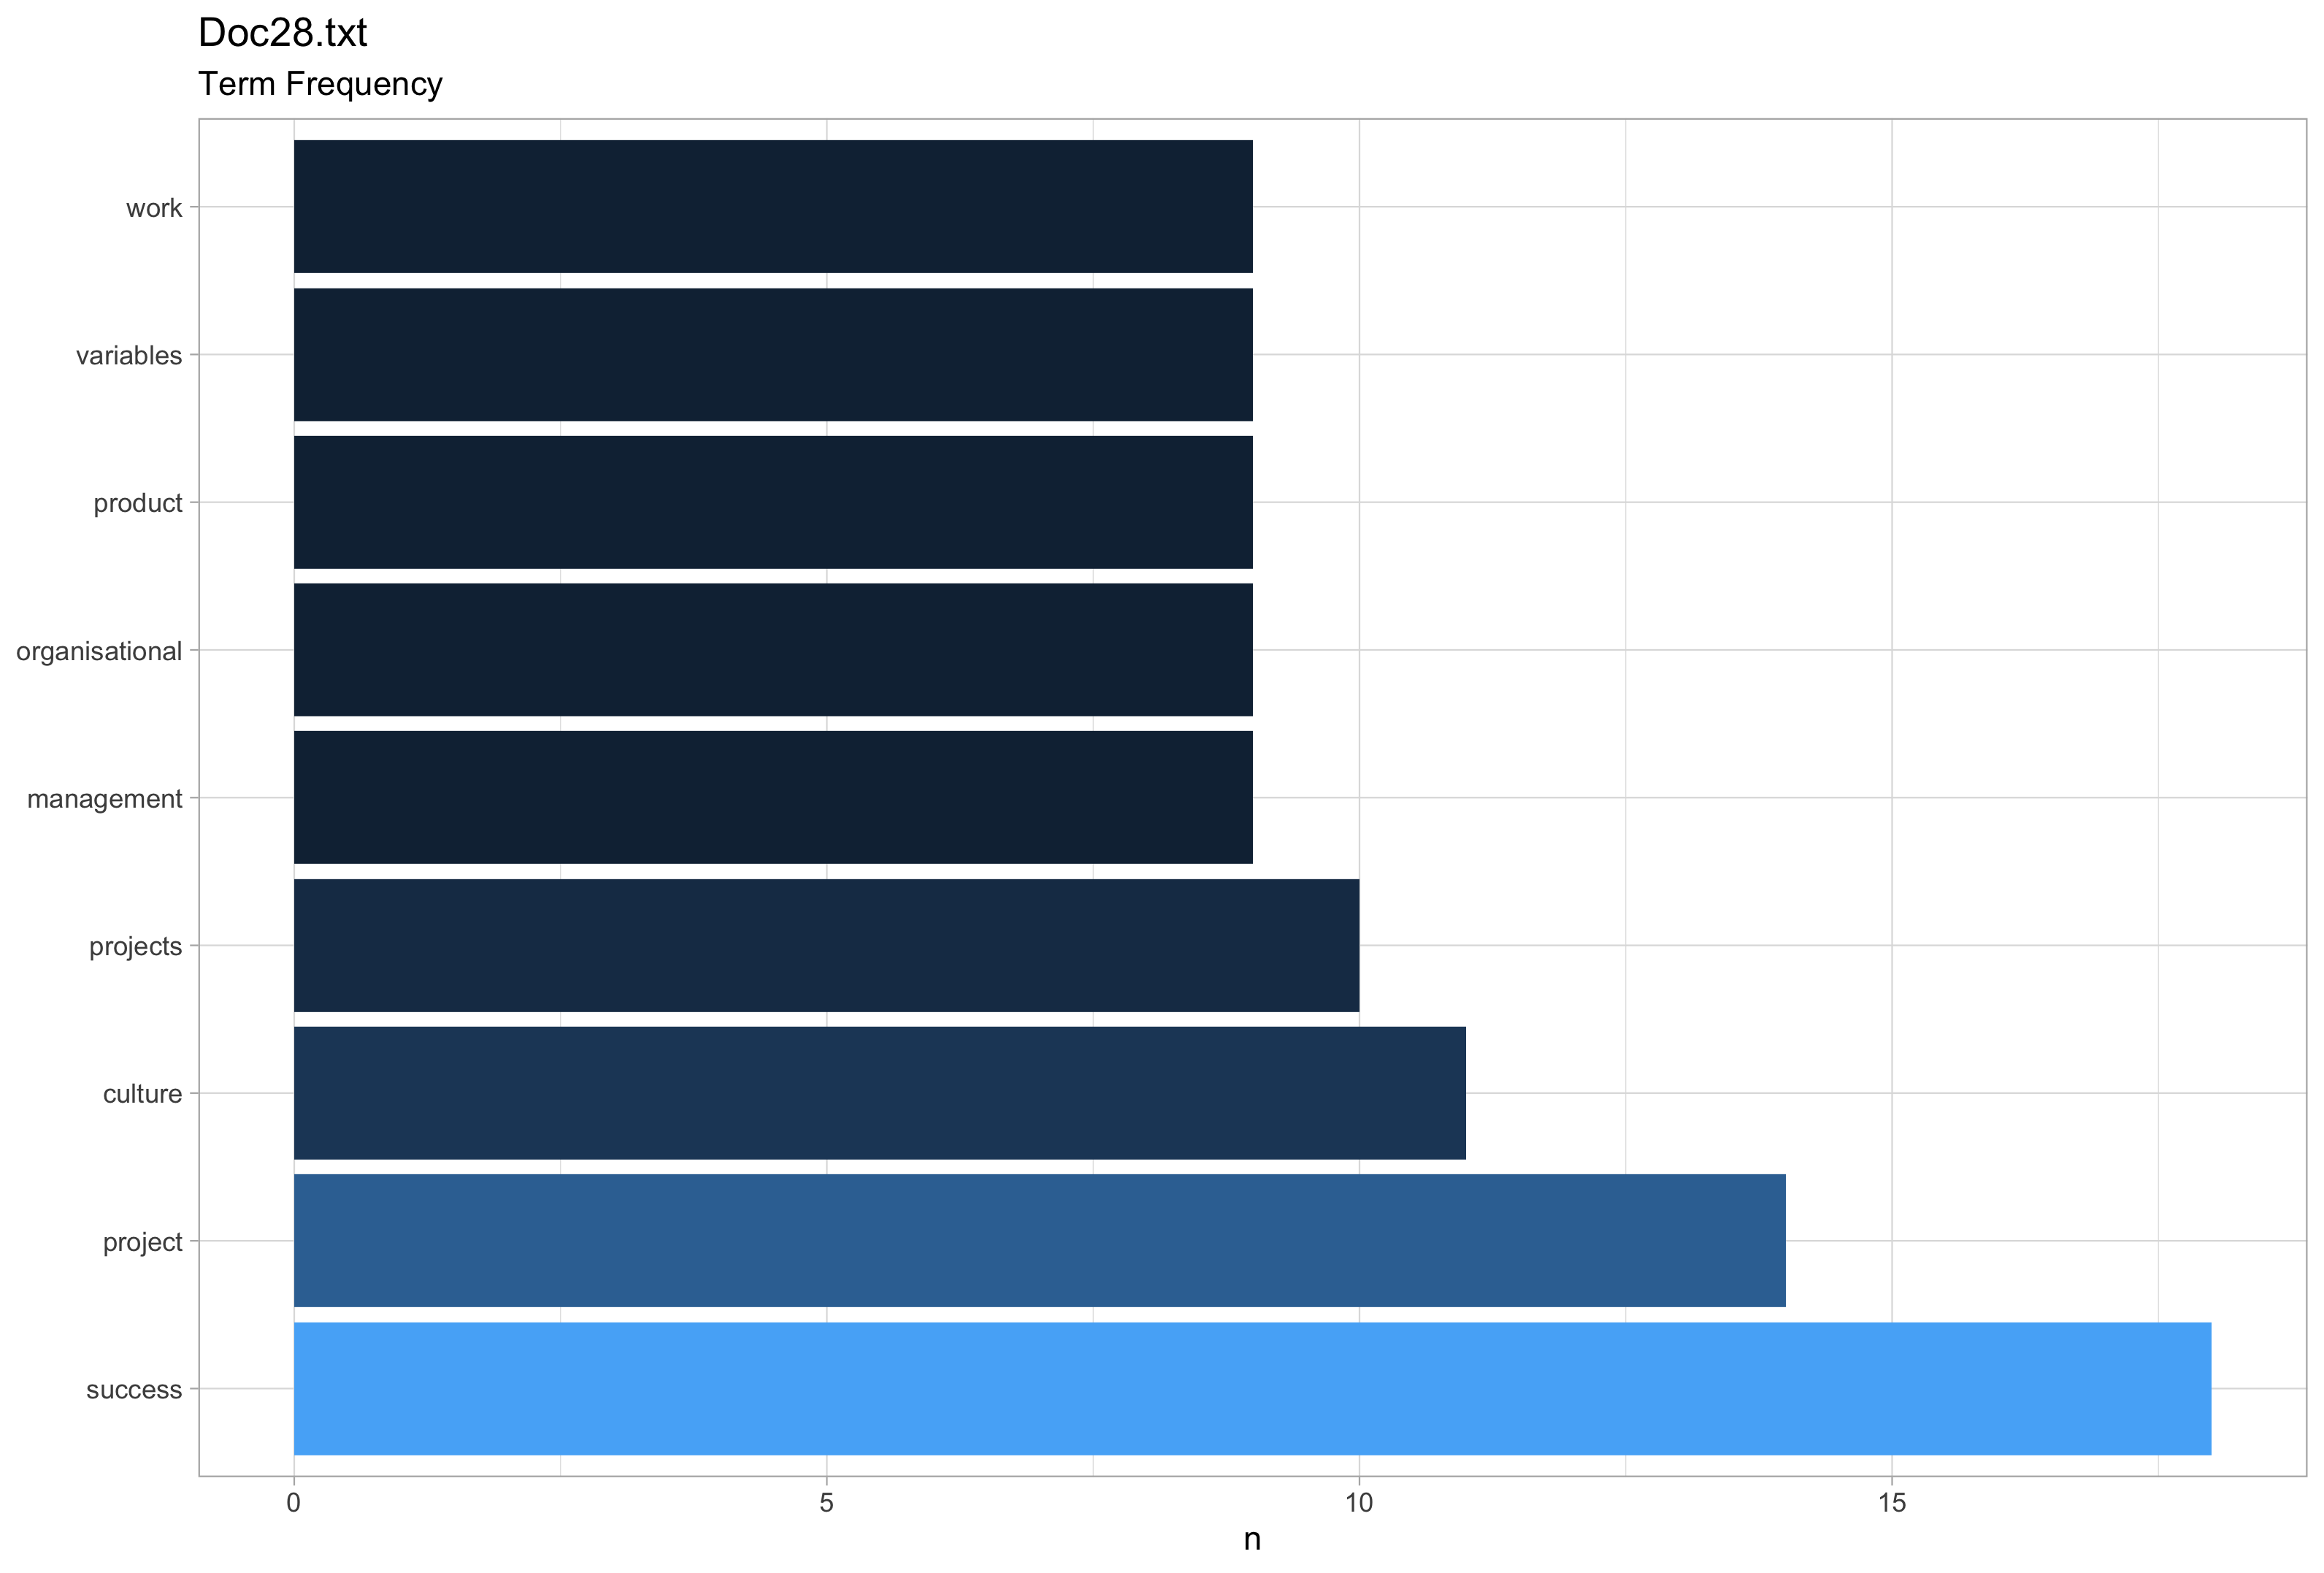 Doc28.txt
Term Frequency
work
variables
product
organisational
management
projects
culture
project
success
0 5 10 15
n